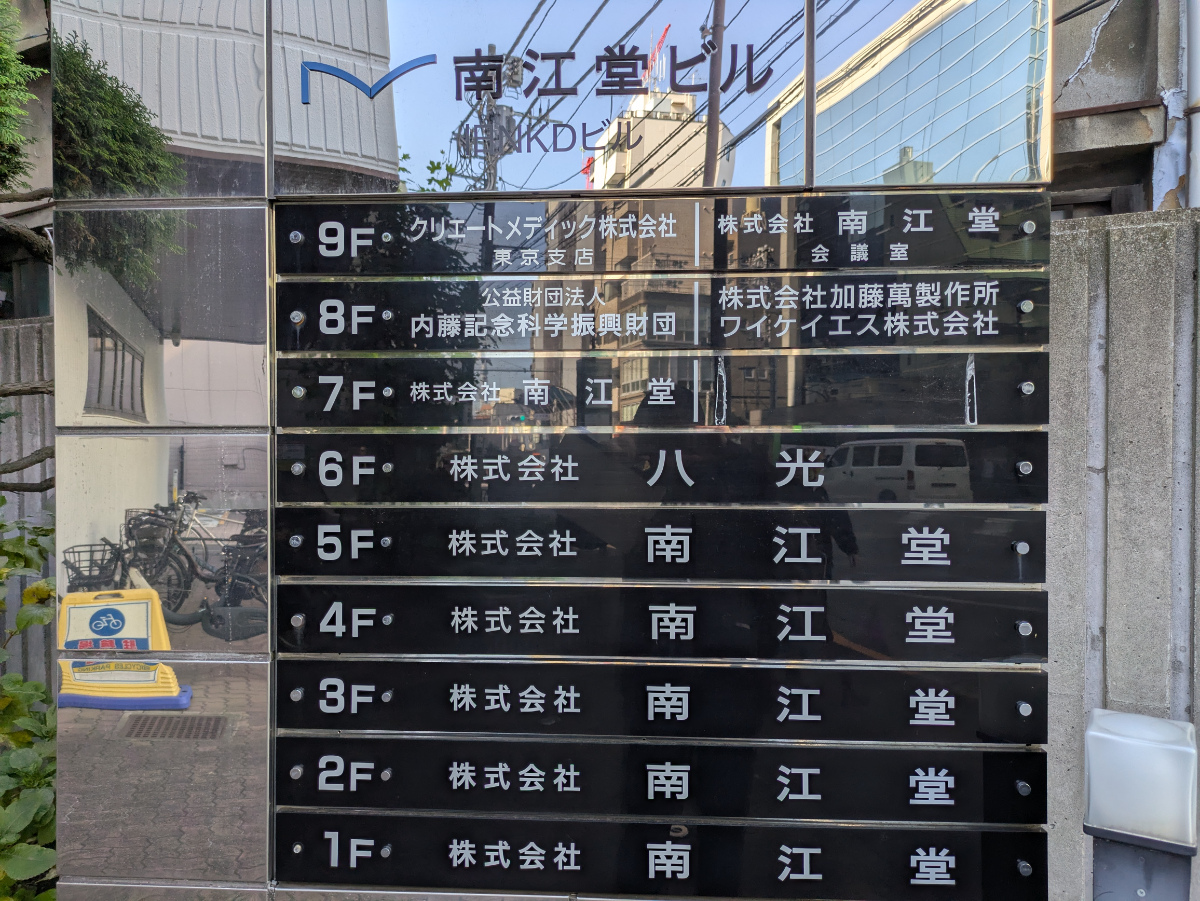 南江堂ビル
旧NKDビル
9F クリエートメディック株式会社 株式会社 南江堂
東京支店 会議室
8F 公益財団法人 株式会社加藤萬製作所
内藤記念科学振興財団 ワイケイエス株式会社
7F 株式会社 南江堂
6F 株式会社 八光
5F 株式会社 南江堂
4F 株式会社 南江堂
3F 株式会社 南江堂
2F 株式会社 南江堂
1F 株式会社 南江堂